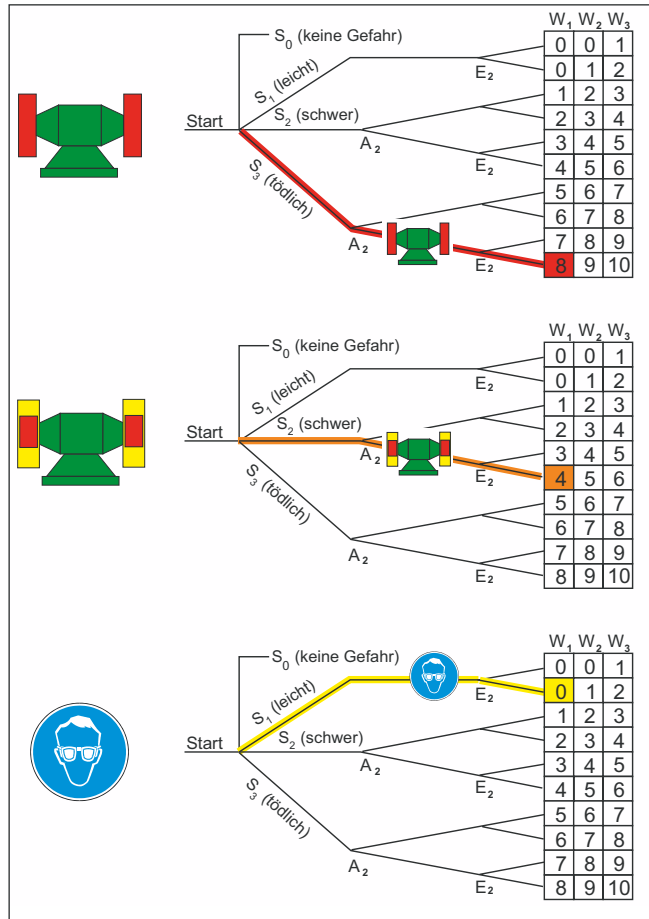 W1 W2 W3
S0 (keine Gefahr)
0 0 1
S1 (leicht)
E2
0 1 2
1 2 3
Start
S2 (schwer)
2 3 4
A2
3 4 5
E2
4 5 6
S3 (tödlich)
5 6 7
6 7 8
A2
7 8 9
E2
8 9 10
W1 W2 W3
S0 (keine Gefahr)
0 0 1
S1 (leicht)
E2
0 1 2
1 2 3
Start
S2 (schwer)
2 3 4
A2
3 4 5
E2
4 5 6
S3 (tödlich)
5 6 7
6 7 8
A2
7 8 9
E2
8 9 10
W1 W2 W3
S0 (keine Gefahr)
0 0 1
S1 (leicht)
E2
0 1 2
1 2 3
Start
S2 (schwer)
2 3 4
A2
3 4 5
E2
4 5 6
S3 (tödlich)
5 6 7
6 7 8
A2
7 8 9
E2
8 9 10